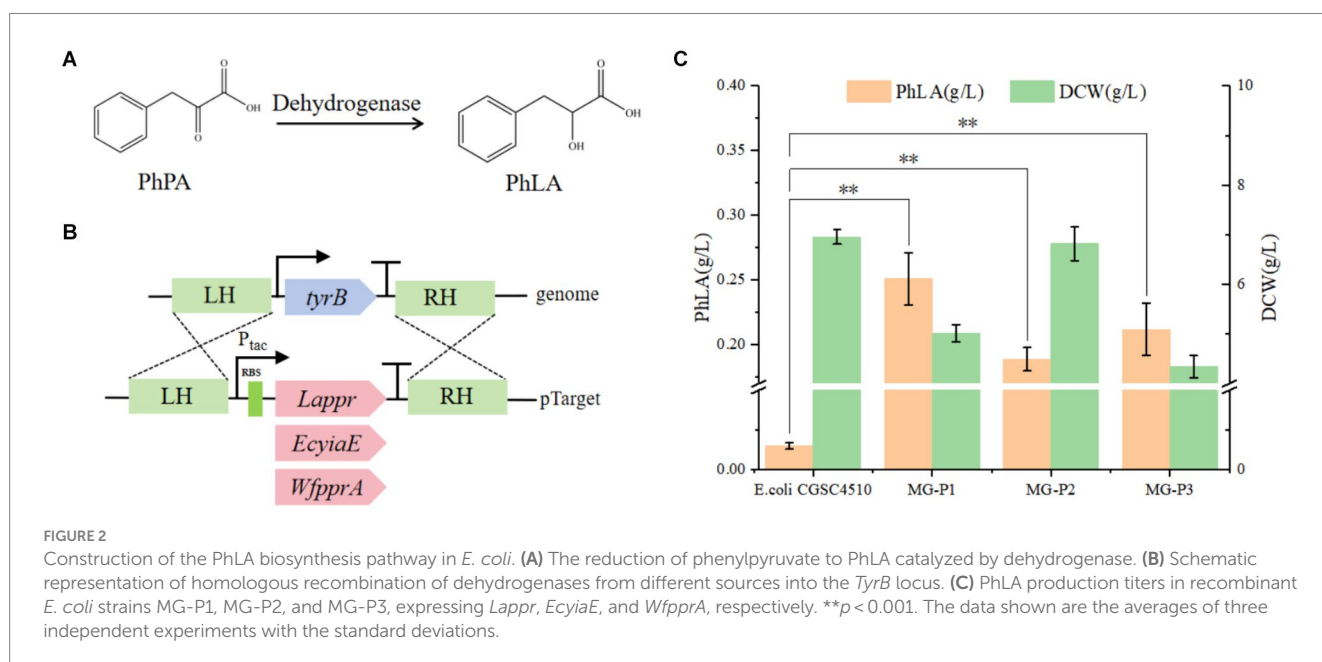 A
O
OH
O
PhPA
Dehydrogenase
O
OH
OH
PhLA
B
LH
tyrB
RH
genome
Ptac
RBS
LH
Lappr
RH
pTarget
EcyiaE
WfpprA
C
PhLA(g/L)
DCW(g/L)
0.40
0.35
0.30
0.25
0.20
0.00
PhLA(g/L)
**
**
**
10
8
6
0
DCW(g/L)
E.coli CGSC4510
MG-P1
MG-P2
MG-P3
FIGURE 2
Construction of the PhLA biosynthesis pathway in E. coli. (A) The reduction of phenylpyruvate to PhLA catalyzed by dehydrogenase. (B) Schematic
representation of homologous recombination of dehydrogenases from different sources into the TyrB locus. (C) PhLA production titers in recombinant
E. coli strains MG-P1, MG-P2, and MG-P3, expressing Lappr, EcyiaE, and WfpprA, respectively. **p < 0.001. The data shown are the averages of three
independent experiments with the standard deviations.